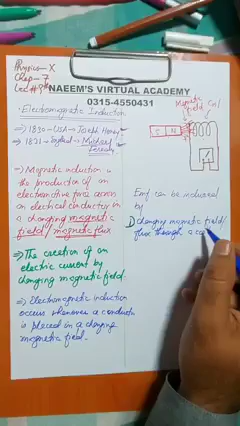 Physics - X
Chap - 7
Lec # 8th
NAEEM'S VIRTUAL ACADEMY
0315-4550431
Electromagnetic Induction
⇒ 1830 - USA → Joseph Henry
⇒ 1831 → England → Michael
Faraday
⇒ Magnetic induction
is the production of an
electromotive force across
an electrical conductor in
a changing magnetic
field / magnetic flux
⇒ The creation of an
electric current by
changing magnetic field.
⇒ Electromagnetic induction
occurs whenever a conductor
is placed in a changing
magnetic field.
Magnetic
field
Coil
S
N
Emf can be induced
by
1) changing magnetic field/
flux through a co